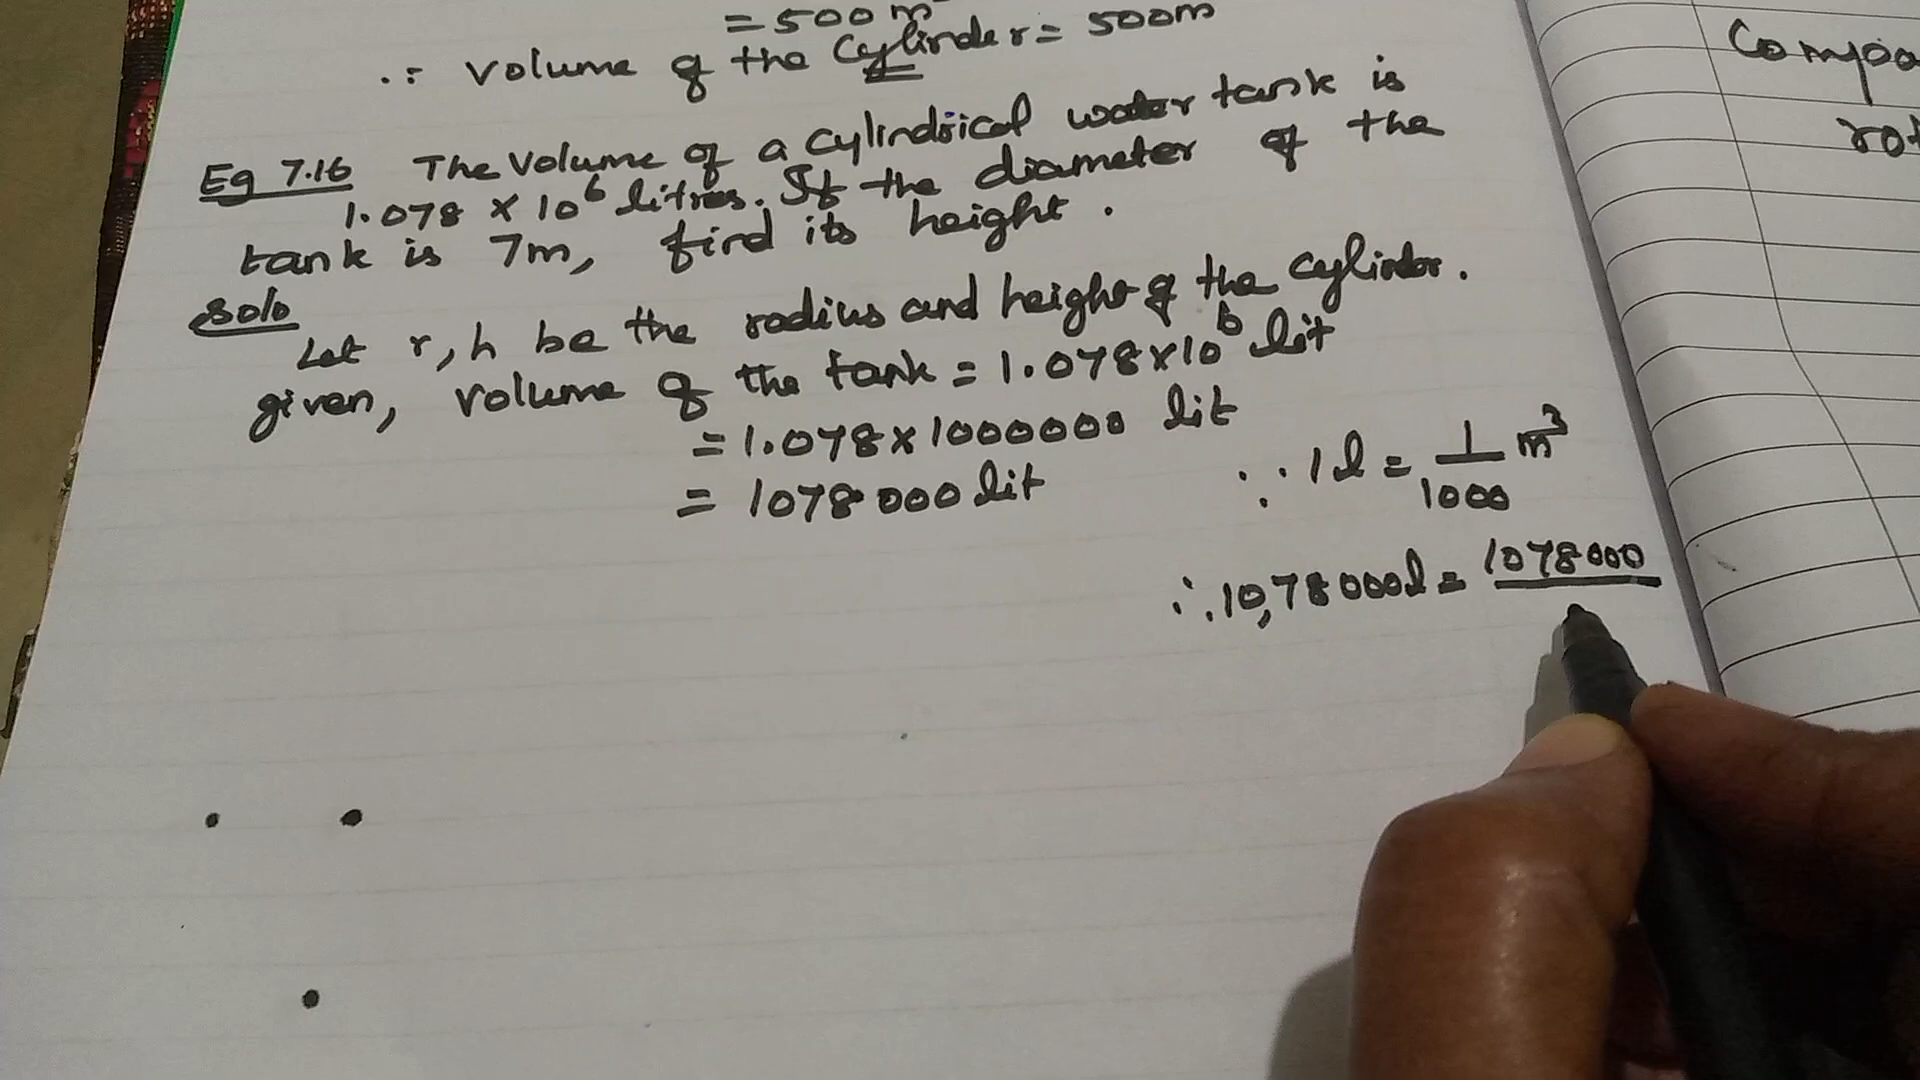 = 500 m
∴ Volume of the Cylinder = 500m
Eg 7.16 The Volume of a Cylindrical water tank is
1.078 × 10⁶ litres. If the diameter of the
tank is 7m, find its height.
Let r, h be the radius and height of the cylinder.
given, volume of the tank = 1.078×10⁶ lit
= 1.078×1000000 lit
= 1078000 lit
∵ 1 l = 1/1000 m³
∴ 10,78000l = 1078000